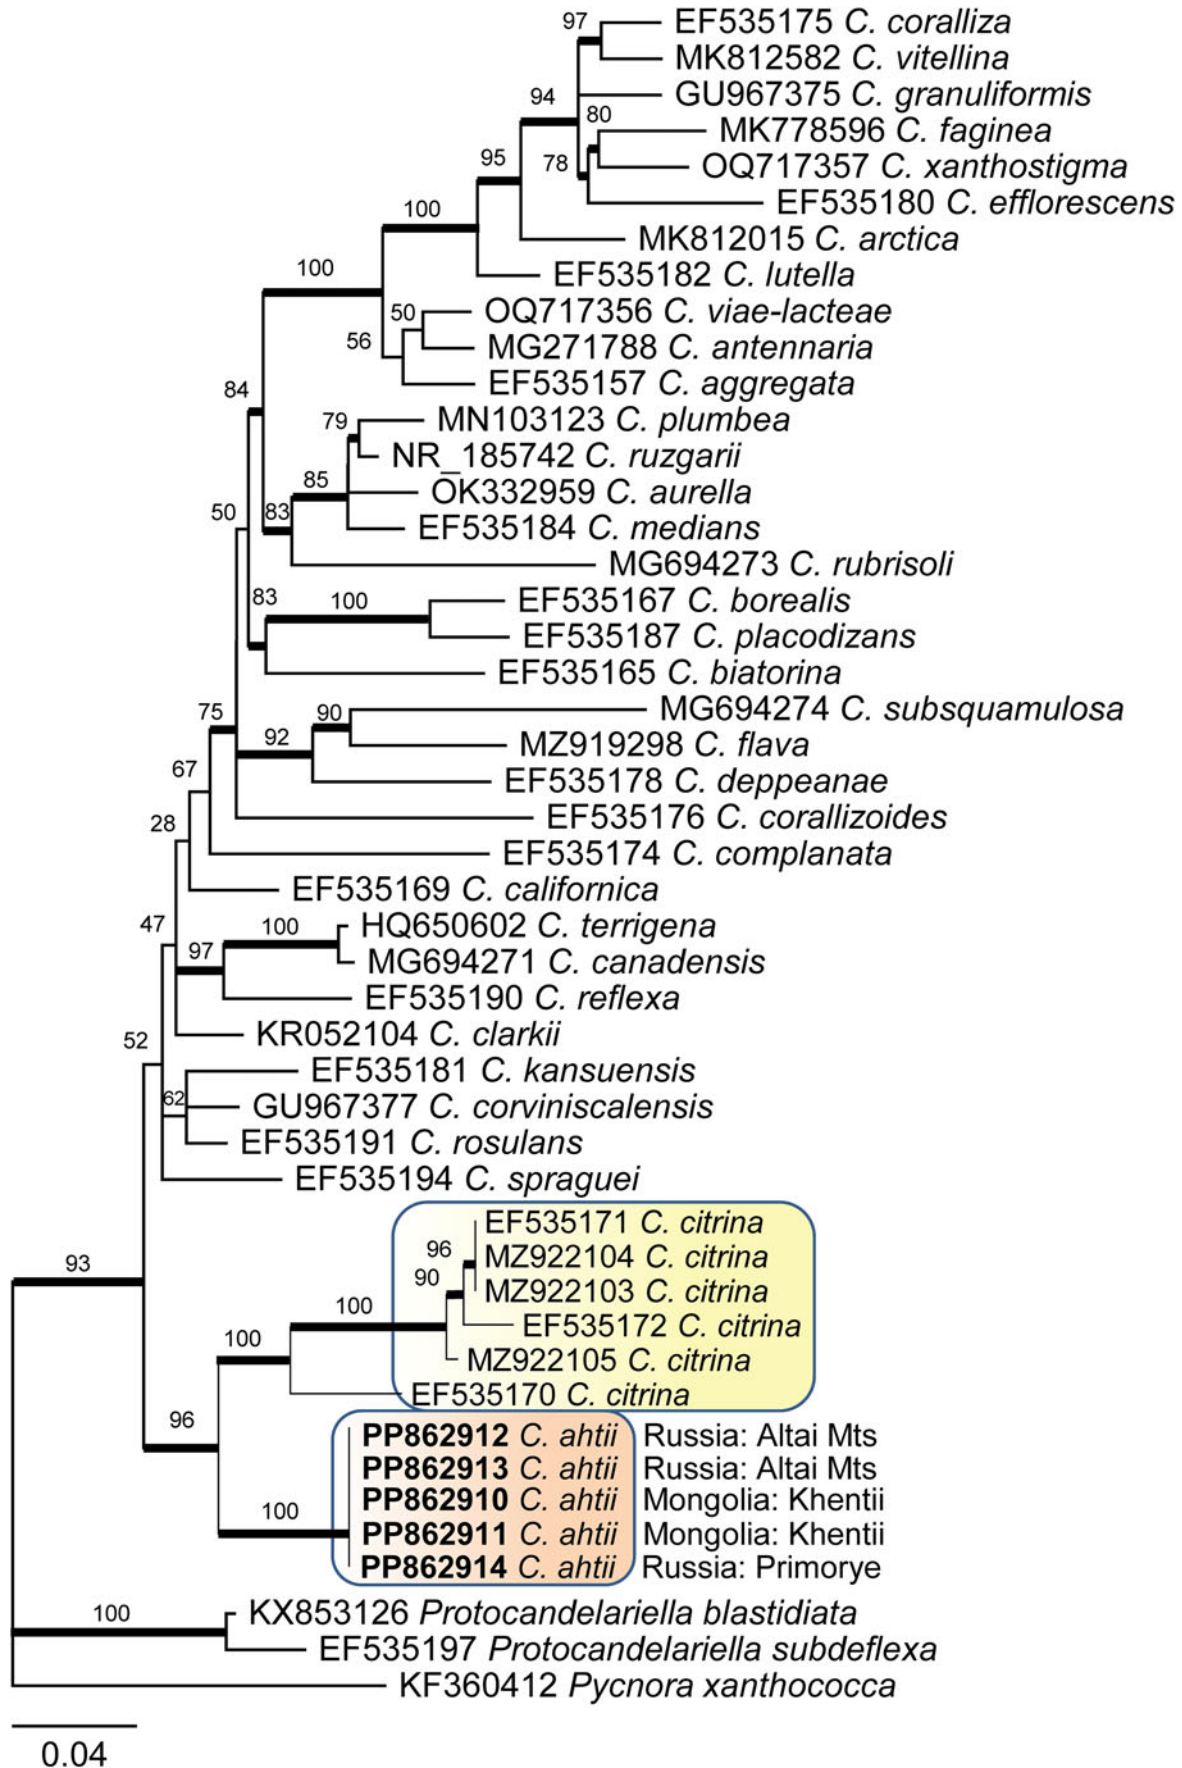 97
EF535175 C. coralliza
MK812582 C. vitellina
94
GU967375 C. granuliformis
80
MK778596 C. faginea
95
78
OQ717357 C. xanthostigma
EF535180 C. efflorescens
100
MK812015 C. arctica
100
EF535182 C. lutella
50
OQ717356 C. viae-lacteae
56
MG271788 C. antennaria
84
EF535157 C. aggregata
79
MN103123 C. plumbea
NR_185742 C. ruzgarii
85
OK332959 C. aurella
50
83
EF535184 C. medians
MG694273 C. rubrisoli
83
100
EF535167 C. borealis
EF535187 C. placodizans
EF535165 C. biatorina
75
90
MG694274 C. subsquamulosa
92
MZ919298 C. flava
67
EF535178 C. deppeanae
28
EF535176 C. corallizoides
EF535174 C. complanata
EF535169 C. californica
47
100
HQ650602 C. terrigena
97
MG694271 C. canadensis
EF535190 C. reflexa
52
KR052104 C. clarkii
EF535181 C. kansuensis
62
GU967377 C. corviniscalensis
EF535191 C. rosulans
EF535194 C. spraguei
EF535171 C. citrina
96
MZ922104 C. citrina
93
90
MZ922103 C. citrina
100
EF535172 C. citrina
100
MZ922105 C. citrina
EF535170 C. citrina
96
PP862912 C. ahtii Russia: Altai Mts
PP862913 C. ahtii Russia: Altai Mts
100
PP862910 C. ahtii Mongolia: Khentii
PP862911 C. ahtii Mongolia: Khentii
PP862914 C. ahtii Russia: Primorye
100
KX853126 Protocandelariella blastidiata
EF535197 Protocandelariella subdeflexa
KF360412 Pycnora xanthococca
0.04